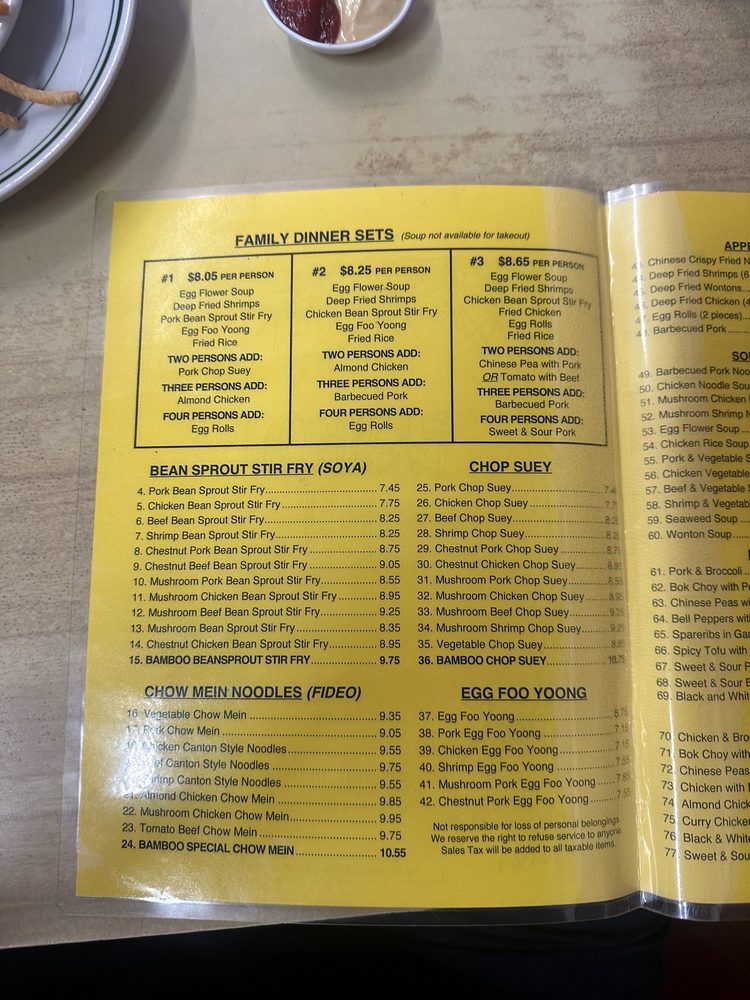 FAMILY DINNER SETS (Soup not available for takeout)
#1 $8.05 PER PERSON
Egg Flower Soup
Deep Fried Shrimps
Pork Bean Sprout Stir Fry
Egg Foo Yoong
Fried Rice
TWO PERSONS ADD:
Pork Chop Suey
THREE PERSONS ADD:
Almond Chicken
FOUR PERSONS ADD:
Egg Rolls
#2 $8.25 PER PERSON
Egg Flower Soup
Deep Fried Shrimps
Chicken Bean Sprout Stir Fry
Egg Foo Yoong
Fried Rice
TWO PERSONS ADD:
Almond Chicken
THREE PERSONS ADD:
Barbecued Pork
FOUR PERSONS ADD:
Egg Rolls
#3 $8.65 PER PERSON
Egg Flower Soup
Deep Fried Shrimps
Chicken Bean Sprout Stir Fry
Fried Chicken
Egg Rolls
Fried Rice
TWO PERSONS ADD:
Chinese Pea with Pork
OR Tomato with Beef
THREE PERSONS ADD:
Barbecued Pork
FOUR PERSONS ADD:
Sweet & Sour Pork
BEAN SPROUT STIR FRY (SOYA)
4. Pork Bean Sprout Stir Fry 7.45
5. Chicken Bean Sprout Stir Fry 7.75
6. Beef Bean Sprout Stir Fry 8.25
7. Shrimp Bean Sprout Stir Fry 8.25
8. Chestnut Pork Bean Sprout Stir Fry 8.75
9. Chestnut Beef Bean Sprout Stir Fry 9.05
10. Mushroom Pork Bean Sprout Stir Fry 8.55
11. Mushroom Chicken Bean Sprout Stir Fry 8.95
12. Mushroom Beef Bean Sprout Stir Fry 9.25
13. Mushroom Bean Sprout Stir Fry 8.35
14. Chestnut Chicken Bean Sprout Stir Fry 8.95
15. BAMBOO BEANSPROUT STIR FRY 9.75
CHOW MEIN NOODLES (FIDEO)
16. Vegetable Chow Mein 9.35
Pork Chow Mein 9.05
Chicken Canton Style Noodles 9.55
Canton Style Noodles 9.75
Canton Style Noodles 9.55
21. Almond Chicken Chow Mein 9.85
22. Mushroom Chicken Chow Mein 9.95
23. Tomato Beef Chow Mein 9.75
24. BAMBOO SPECIAL CHOW MEIN 10.55
CHOP SUEY
25. Pork Chop Suey
26. Chicken Chop Suey
27. Beef Chop Suey
28. Shrimp Chop Suey
29. Chestnut Pork Chop Suey
30. Chestnut Chicken Chop Suey
31. Mushroom Pork Chop Suey
32. Mushroom Chicken Chop Suey
33. Mushroom Beef Chop Suey
34. Mushroom Shrimp Chop Suey
35. Vegetable Chop Suey
36. BAMBOO CHOP SUEY
EGG FOO YOONG
37. Egg Foo Yoong
38. Pork Egg Foo Yoong
39. Chicken Egg Foo Yoong
40. Shrimp Egg Foo Yoong
41. Mushroom Pork Egg Foo Yoong
42. Chestnut Pork Egg Foo Yoong
Not responsible for loss of personal belongings
We reserve the right to refuse service to anyone.
Sales Tax will be added to all taxable items.
Chinese Crispy Fried
Deep Fried Shrimps (6
Deep Fried Wontons
Deep Fried Chicken
Egg Rolls (2 pieces)
Barbecued Pork
49. Barbecued Pork
50. Chicken Noodle
51. Mushroom Chicken
52. Mushroom Shrimp
53. Egg Flower Soup
54. Chicken Rice Soup
55. Pork & Vegetable
56. Chicken Vegetable
57. Beef & Vegetable
58. Shrimp &
59. Seaweed Soup
60. Wonton Soup
61. Pork & Broccoli
62. Bok Choy with
63. Chinese Peas
64. Bell Peppers
65. Spareribs in
66. Spicy Tofu with
67. Sweet & Sour
68. Sweet & Sour
69. Black and
70. Chicken &
71. Bok Choy with
72. Chinese Peas
73. Chicken with
74. Almond
75. Curry Chicken
76. Black &
77. Sweet &